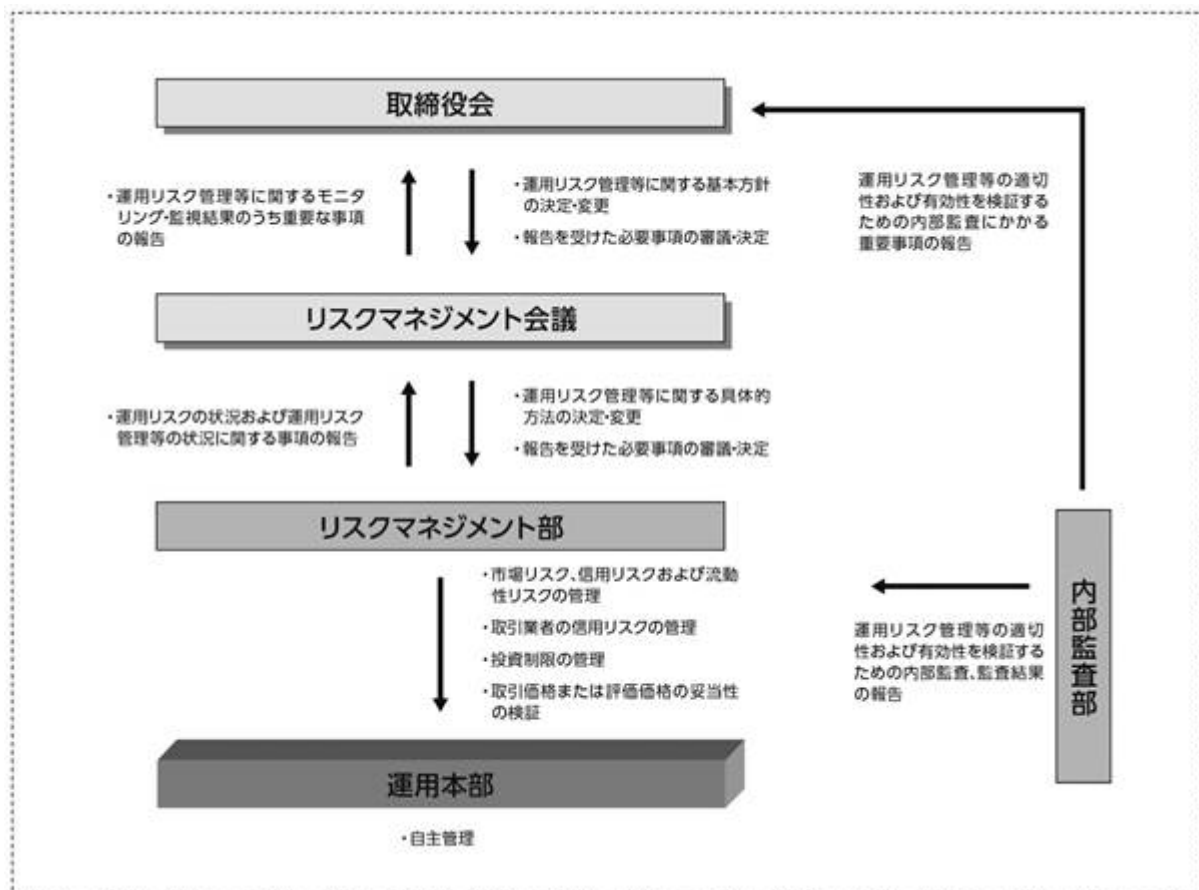 取締役会
・運用リスク管理等に関するモニタ
リング・監視結果のうち重要な事項
の報告
・運用リスク管理等に関する基本方針
の決定・変更
・報告を受けた必要事項の審議・決定
運用リスク管理等の適切
性および有効性を検証する
ための内部監査にかかる
重要事項の報告
リスクマネジメント会議
・運用リスクの状況および運用リスク
管理等の状況に関する事項の報告
・運用リスク管理等に関する具体的
方法の決定・変更
・報告を受けた必要事項の審議・決定
リスクマネジメント部
・市場リスク、信用リスクおよび流動
性リスクの管理
・取引業者の信用リスクの管理
・投資制限の管理
・取引価格または評価価格の妥当性
の検証
運用リスク管理等の適切
性および有効性を検証する
ための内部監査、監査結果
の報告
内部監査部
運用本部
・自主管理